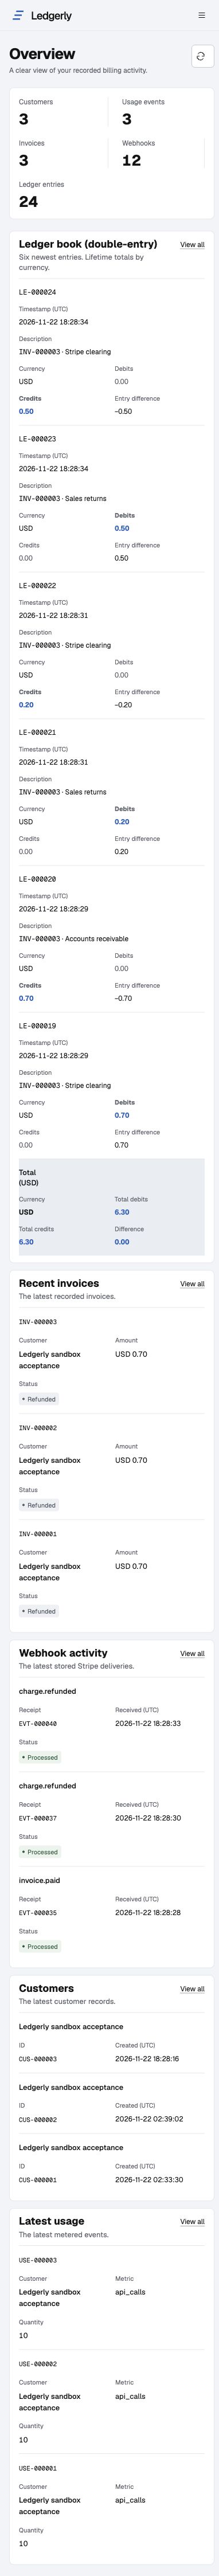 Ledgerly
Overview
A clear view of your recorded billing activity.
Customers Usage events
3 3
Invoices Webhooks
3 12
Ledger entries
24
Ledger book (double-entry) View all
Six newest entries. Lifetime totals by
currency.
LE-000024
Timestamp (UTC)
2026-11-22 18:28:34
Description
INV-000003 · Stripe clearing
Currency Debits
USD 0.00
Credits Entry difference
0.50 −0.50
LE-000023
Timestamp (UTC)
2026-11-22 18:28:34
Description
INV-000003 · Sales returns
Currency Debits
USD 0.50
Credits Entry difference
0.00 0.50
LE-000022
Timestamp (UTC)
2026-11-22 18:28:31
Description
INV-000003 · Stripe clearing
Currency Debits
USD 0.00
Credits Entry difference
0.20 −0.20
LE-000021
Timestamp (UTC)
2026-11-22 18:28:31
Description
INV-000003 · Sales returns
Currency Debits
USD 0.20
Credits Entry difference
0.00 0.20
LE-000020
Timestamp (UTC)
2026-11-22 18:28:29
Description
INV-000003 · Accounts receivable
Currency Debits
USD 0.00
Credits Entry difference
0.70 −0.70
LE-000019
Timestamp (UTC)
2026-11-22 18:28:29
Description
INV-000003 · Stripe clearing
Currency Debits
USD 0.70
Credits Entry difference
0.00 0.70
Total
(USD)
Currency Total debits
USD 6.30
Total credits Difference
6.30 0.00
Recent invoices View all
The latest recorded invoices.
INV-000003
Customer Amount
Ledgerly sandbox USD 0.70
acceptance
Status
Refunded
INV-000002
Customer Amount
Ledgerly sandbox USD 0.70
acceptance
Status
Refunded
INV-000001
Customer Amount
Ledgerly sandbox USD 0.70
acceptance
Status
Refunded
Webhook activity View all
The latest stored Stripe deliveries.
charge.refunded
Receipt Received (UTC)
EVT-000040 2026-11-22 18:28:33
Status
Processed
charge.refunded
Receipt Received (UTC)
EVT-000037 2026-11-22 18:28:30
Status
Processed
invoice.paid
Receipt Received (UTC)
EVT-000035 2026-11-22 18:28:28
Status
Processed
Customers View all
The latest customer records.
Ledgerly sandbox acceptance
ID Created (UTC)
CUS-000003 2026-11-22 18:28:16
Ledgerly sandbox acceptance
ID Created (UTC)
CUS-000002 2026-11-22 02:39:02
Ledgerly sandbox acceptance
ID Created (UTC)
CUS-000001 2026-11-22 02:33:30
Latest usage View all
The latest metered events.
USE-000003
Customer Metric
Ledgerly sandbox api_calls
acceptance
Quantity
10
USE-000002
Customer Metric
Ledgerly sandbox api_calls
acceptance
Quantity
10
USE-000001
Customer Metric
Ledgerly sandbox api_calls
acceptance
Quantity
10